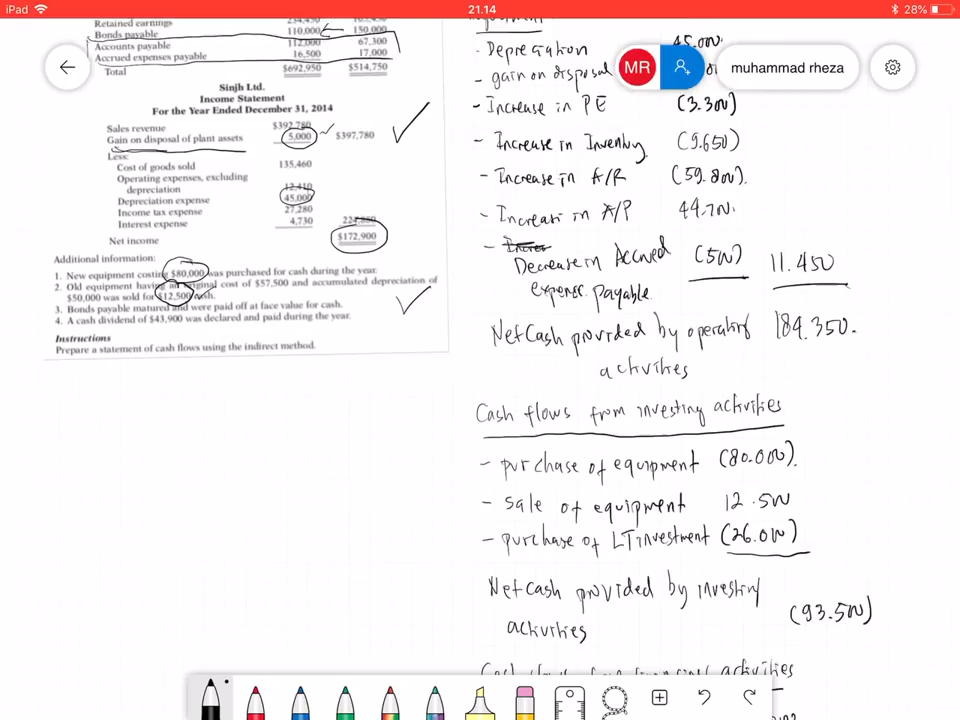 iPad
21.14
28%
Retained earnings
Bonds payable 110,000 150,000
Accounts payable 112,000 67,300
Accrued expenses payable 16,500 17,000
Total $692,950 $514,750
Sinjh Ltd.
Income Statement
For the Year Ended December 31, 2014
Sales revenue $392,780
Gain on disposal of plant assets 5,000 $397,780
Less:
Cost of goods sold 135,460
Operating expenses, excluding
depreciation 12,410
Depreciation expense 45,000
Income tax expense 27,280
Interest expense 4,730 224,880
Net income $172,900
Additional information:
1. New equipment costing $80,000 was purchased for cash during the year.
2. Old equipment having an original cost of $57,500 and accumulated depreciation of
$50,000 was sold for $12,500 cash.
3. Bonds payable matured and were paid off at face value for cash.
4. A cash dividend of $43,900 was declared and paid during the year.
Instructions
Prepare a statement of cash flows using the indirect method.
- Depreciation 45.000
- gain on disposal
MR
muhammad rheza
- Increase in PE (3.300)
- Increase in Inventory (9.650)
- Increase in A/R (59.800).
- Increase in A/P 44.700.
- Decrease in Accrued (500) 11.450
expense payable
Net Cash provided by operating 184.350.
activities
Cash flows from investing activities
- purchase of equipment (80.000).
- sale of equipment 12.500
- purchase of LT investment (26.000)
Net Cash provided by investing
activities (93.500)
activities